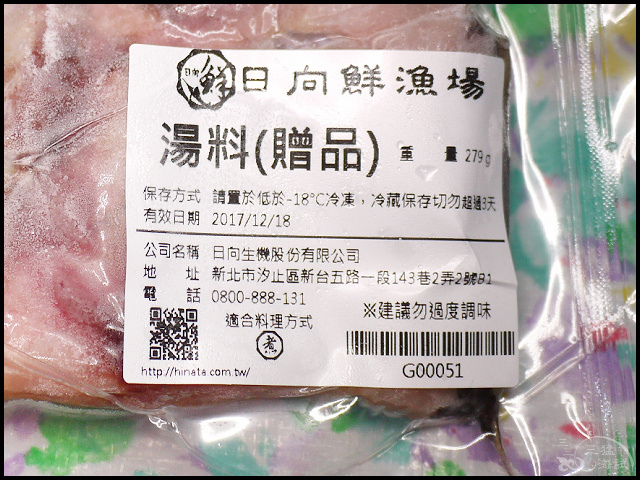 日向 鮮 日向鮮漁場
湯料(贈品) 重量 279g
保存方式 請置於低於-18°C冷凍，冷藏保存切勿超過3天
有效日期 2017/12/18
公司名稱 日向生機股份有限公司
地址 新北市汐止區新台五路一段143巷2弄2號B1
電話 0800-888-131
適合料理方式 ※建議勿過度調味
煮
http://hinata.com.tw/ G00051